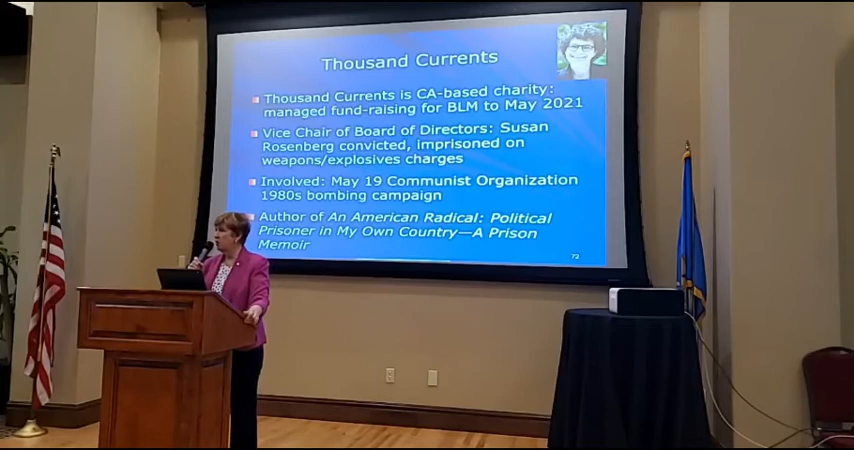 THOUSAND CURRENTS
THOUSAND CURRENTS IS CA-BASED CHARITY:
MANAGED FUND-RAISING FOR BLM TO MAY 2021
VICE CHAIR OF BOARD OF DIRECTORS: SUSAN
ROSENBERG CONVICTED, IMPRISONED ON
WEAPONS/EXPLOSIVES CHARGES
INVOLVED: MAY 19 COMMUNIST ORGANIZATION
1980S BOMBING CAMPAIGN
AUTHOR OF AN AMERICAN RADICAL: POLITICAL
PRISONER IN MY OWN COUNTRY—A PRISON
MEMOIR
72